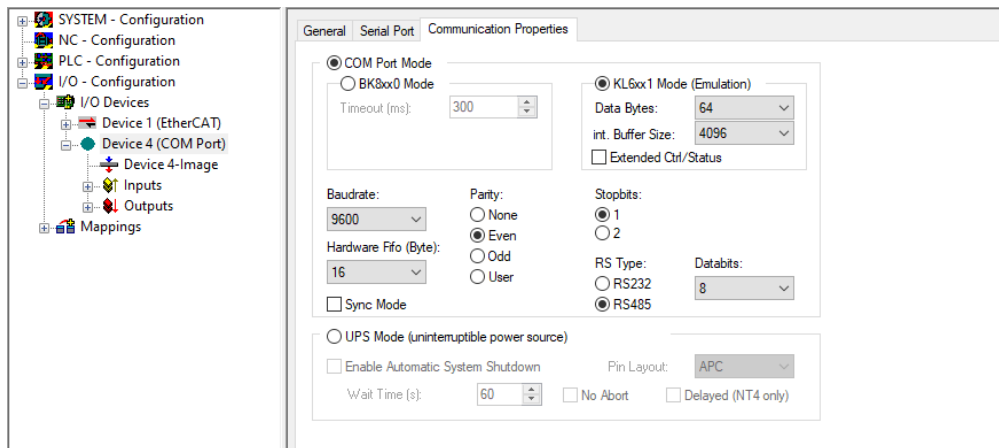 SYSTEM - Configuration
NC - Configuration
PLC - Configuration
I/O - Configuration
I/O Devices
Device 1 (EtherCAT)
Device 4 (COM Port)
Device 4-Image
Inputs
Outputs
Mappings
General Serial Port Communication Properties
COM Port Mode
BK8xx0 Mode
Timeout (ms): 300
KL6xx1 Mode (Emulation)
Data Bytes: 64
int. Buffer Size: 4096
Extended Ctrl/Status
Baudrate:
9600
Hardware Fifo (Byte):
16
Sync Mode
Parity:
None
Even
Odd
User
Stopbits:
1
2
RS Type:
RS232
RS485
Databits:
8
UPS Mode (uninterruptible power source)
Enable Automatic System Shutdown
Pin Layout: APC
Wait Time (s): 60
No Abort
Delayed (NT4 only)